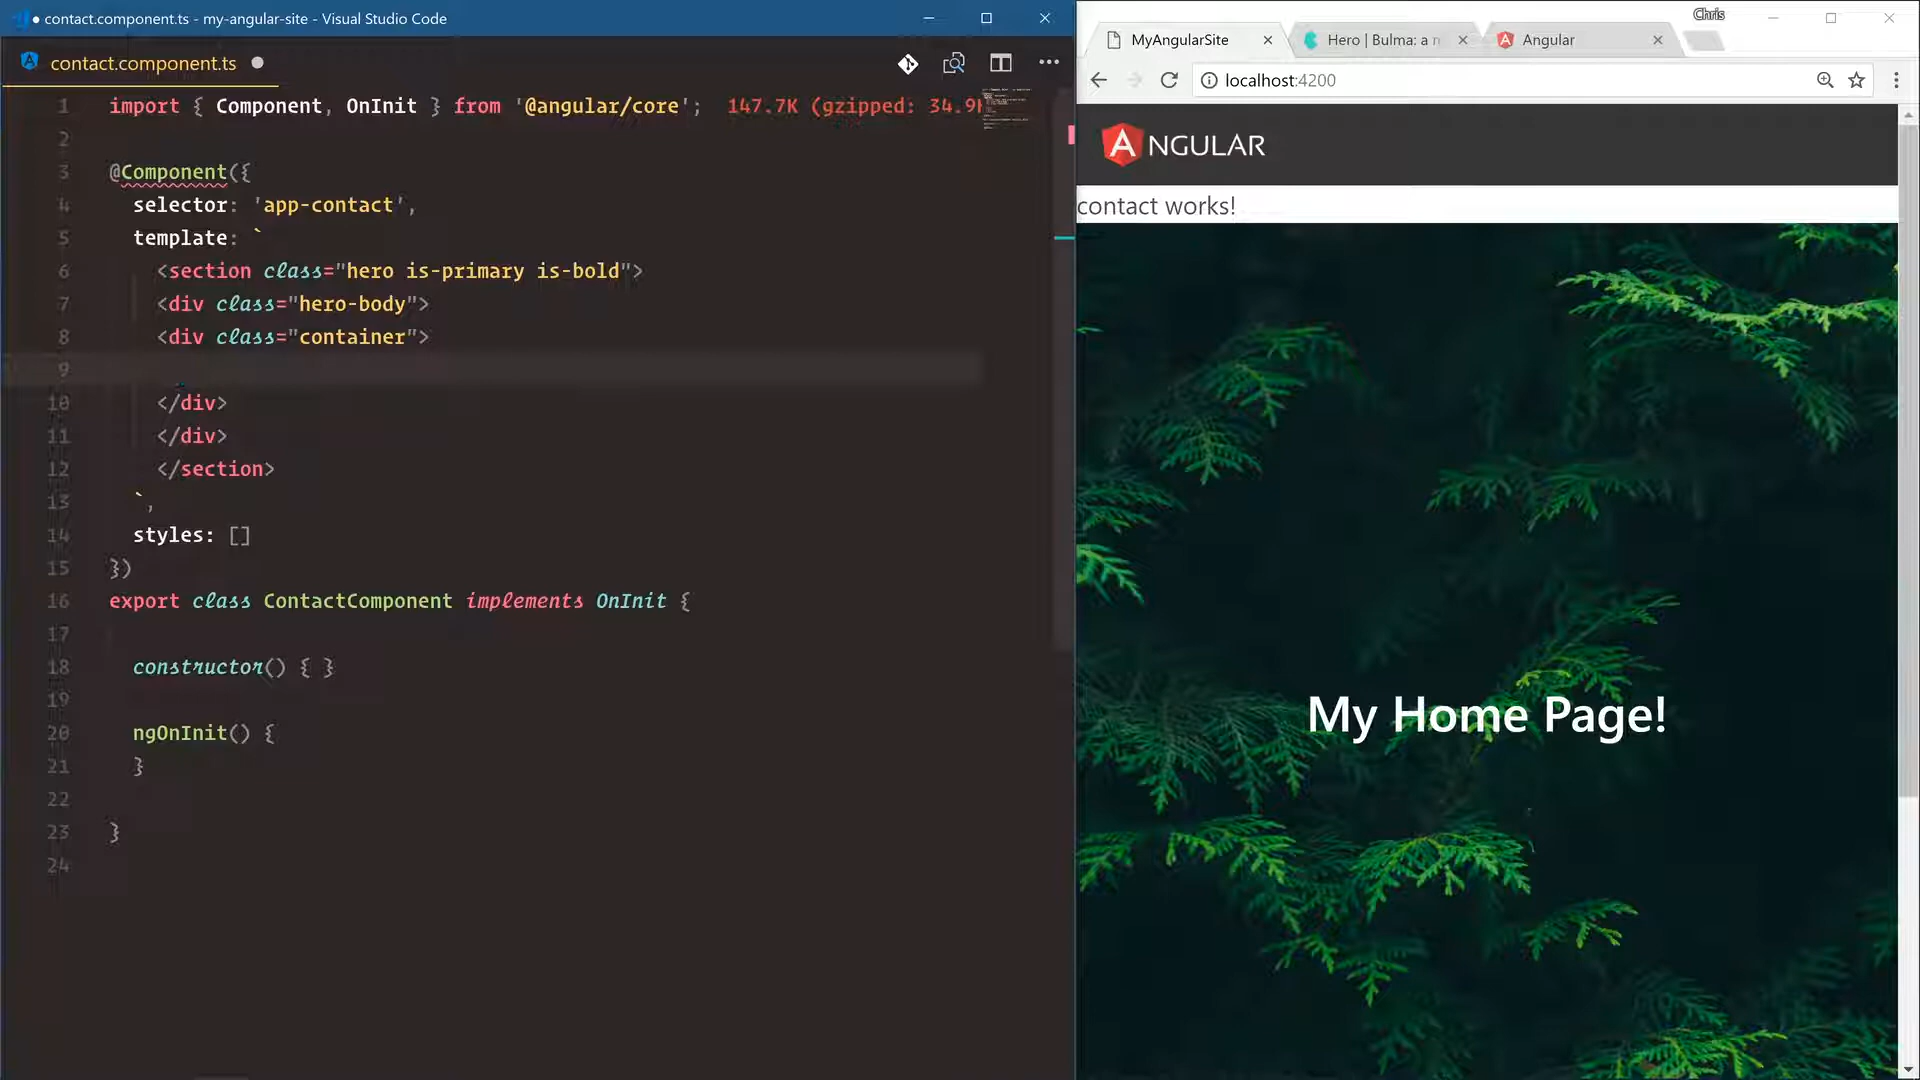 contact.component.ts - my-angular-site - Visual Studio Code
contact.component.ts
1 import { Component, OnInit } from '@angular/core'; 147.7K (gzipped: 34.9
2
3 @Component({
4 selector: 'app-contact',
5 template: `
6 <section class="hero is-primary is-bold">
7 <div class="hero-body">
8 <div class="container">
9
10 </div>
11 </div>
12 </section>
13 `,
14 styles: []
15 })
16 export class ContactComponent implements OnInit {
17
18 constructor() { }
19
20 ngOnInit() {
21 }
22
23 }
24
Chris
MyAngularSite
Hero | Bulma: a m
Angular
localhost:4200
ANGULAR
contact works!
My Home Page!